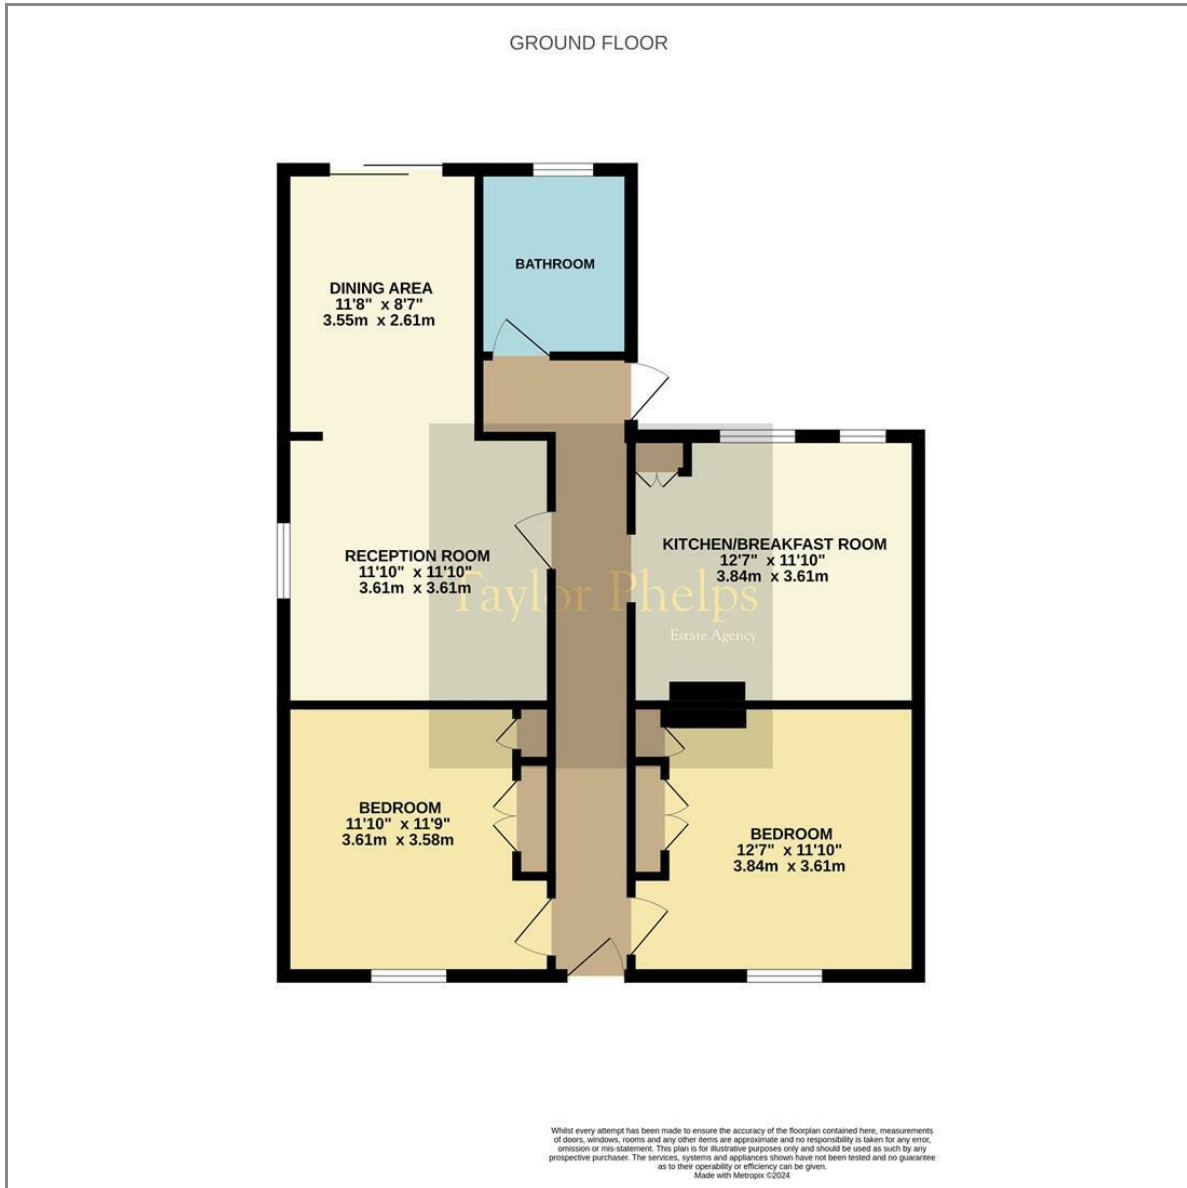 GROUND FLOOR
BATHROOM
DINING AREA
11'8" x 8'7"
3.55m x 2.61m
RECEPTION ROOM
11'10" x 11'10"
3.61m x 3.61m
KITCHEN/BREAKFAST ROOM
12'7" x 11'10"
3.84m x 3.61m
Taylor Phelps
Estate Agency
BEDROOM
11'10" x 11'9"
3.61m x 3.58m
BEDROOM
12'7" x 11'10"
3.84m x 3.61m
Whilst every attempt has been made to ensure the accuracy of the floorplan contained here, measurements
of doors, windows, rooms and any other items are approximate and no responsibility is taken for any error,
omission or mis-statement. This plan is for illustrative purposes only and should be used as such by any
prospective purchaser. The services, systems and appliances shown have not been tested and no guarantee
as to their operability or efficiency can be given.
Made with Metropix ©2024